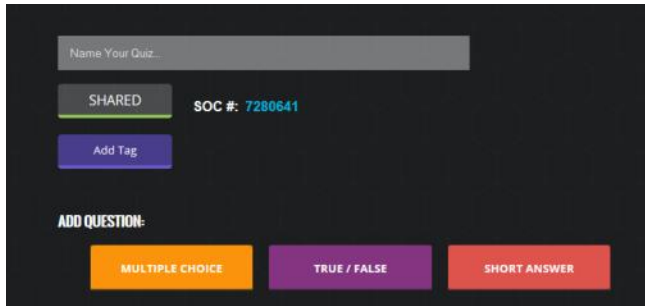 Name Your Quiz...
SHARED
SOC #: 7280641
Add Tag
ADD QUESTION:
MULTIPLE CHOICE
TRUE / FALSE
SHORT ANSWER